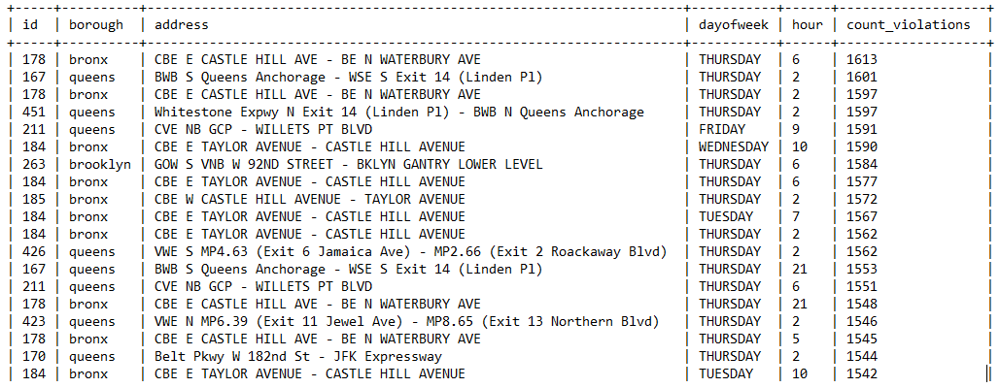 +-----+----------+----------------------------------------------------------------------+-----------+------+-------------------+
| id | borough | address | dayofweek | hour | count_violations |
+-----+----------+----------------------------------------------------------------------+-----------+------+-------------------+
| 178 | bronx | CBE E CASTLE HILL AVE - BE N WATERBURY AVE | THURSDAY | 6 | 1613 |
| 167 | queens | BWB S Queens Anchorage - WSE S Exit 14 (Linden Pl) | THURSDAY | 2 | 1601 |
| 178 | bronx | CBE E CASTLE HILL AVE - BE N WATERBURY AVE | THURSDAY | 2 | 1597 |
| 451 | queens | Whitestone Expwy N Exit 14 (Linden Pl) - BWB N Queens Anchorage | THURSDAY | 2 | 1597 |
| 211 | queens | CVE NB GCP - WILLETS PT BLVD | FRIDAY | 9 | 1591 |
| 184 | bronx | CBE E TAYLOR AVENUE - CASTLE HILL AVENUE | WEDNESDAY | 10 | 1590 |
| 263 | brooklyn | GOW S VNB W 92ND STREET - BKLYN GANTRY LOWER LEVEL | THURSDAY | 6 | 1584 |
| 184 | bronx | CBE E TAYLOR AVENUE - CASTLE HILL AVENUE | THURSDAY | 6 | 1577 |
| 185 | bronx | CBE W CASTLE HILL AVENUE - TAYLOR AVENUE | THURSDAY | 2 | 1572 |
| 184 | bronx | CBE E TAYLOR AVENUE - CASTLE HILL AVENUE | TUESDAY | 7 | 1567 |
| 184 | bronx | CBE E TAYLOR AVENUE - CASTLE HILL AVENUE | THURSDAY | 2 | 1562 |
| 426 | queens | VWE S MP4.63 (Exit 6 Jamaica Ave) - MP2.66 (Exit 2 Roackaway Blvd) | THURSDAY | 2 | 1562 |
| 167 | queens | BWB S Queens Anchorage - WSE S Exit 14 (Linden Pl) | THURSDAY | 21 | 1553 |
| 211 | queens | CVE NB GCP - WILLETS PT BLVD | THURSDAY | 6 | 1551 |
| 178 | bronx | CBE E CASTLE HILL AVE - BE N WATERBURY AVE | THURSDAY | 21 | 1548 |
| 423 | queens | VWE N MP6.39 (Exit 11 Jewel Ave) - MP8.65 (Exit 13 Northern Blvd) | THURSDAY | 2 | 1546 |
| 178 | bronx | CBE E CASTLE HILL AVE - BE N WATERBURY AVE | THURSDAY | 5 | 1545 |
| 170 | queens | Belt Pkwy W 182nd St - JFK Expressway | THURSDAY | 2 | 1544 |
| 184 | bronx | CBE E TAYLOR AVENUE - CASTLE HILL AVENUE | TUESDAY | 10 | 1542 |